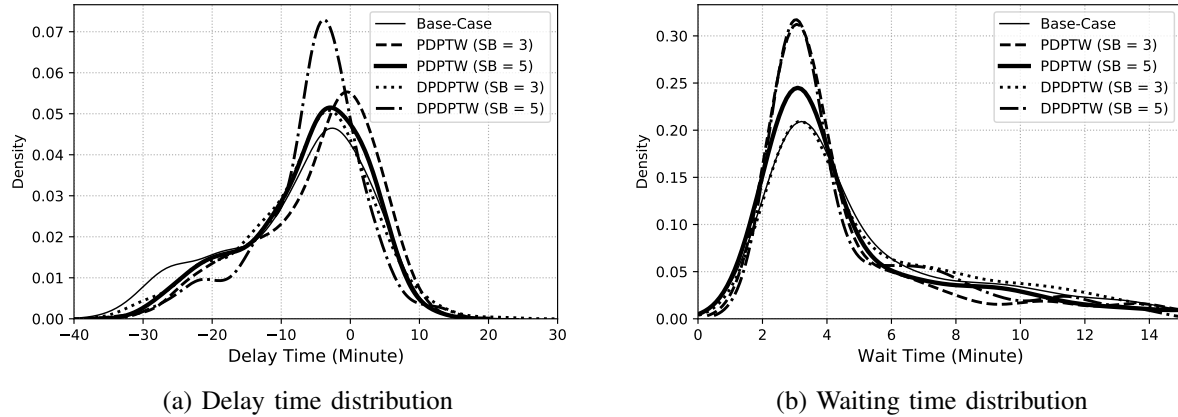 0.07
0.06
0.05
0.04
0.03
0.02
0.01
0.00
Density
−40
−30
−20
−10
0
10
20
30
Delay Time (Minute)
Base-Case
PDPTW (SB = 3)
PDPTW (SB = 5)
DPDPTW (SB = 3)
DPDPTW (SB = 5)
(a) Delay time distribution
0.30
0.25
0.20
0.15
0.10
0.05
0.00
Density
0
2
4
6
8
10
12
14
Wait Time (Minute)
Base-Case
PDPTW (SB = 3)
PDPTW (SB = 5)
DPDPTW (SB = 3)
DPDPTW (SB = 5)
(b) Waiting time distribution